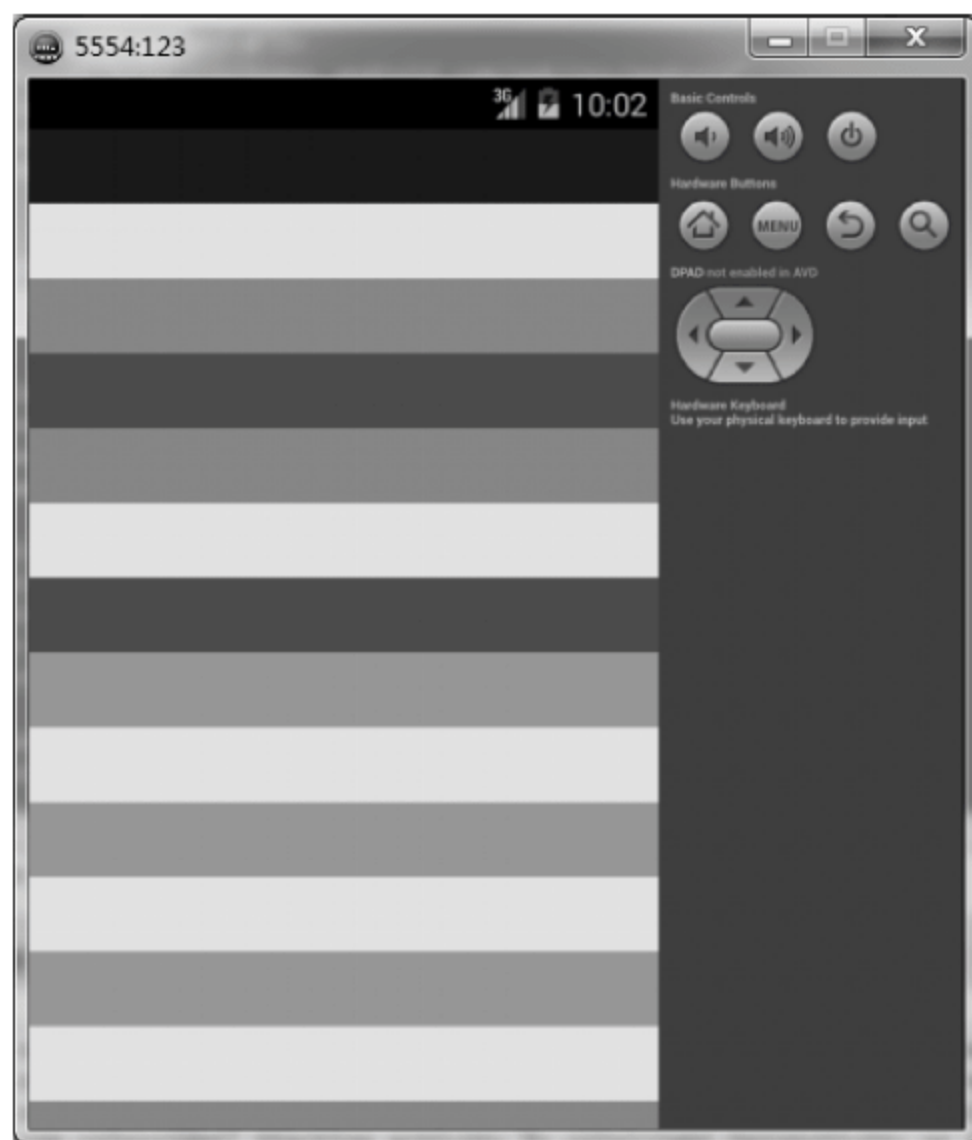 5554:123
3G 10:02
Basic Controls
Hardware Buttons
MENU
DPAD not enabled in AVD
Hardware Keyboard
Use your physical keyboard to provide input